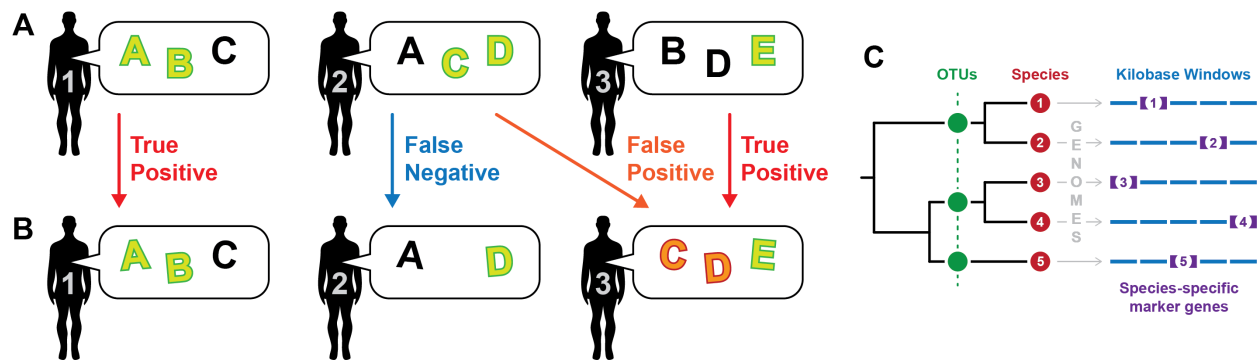 A
1
A B C
2
A C D
3
B D E
True
Positive
False
Negative
False
Positive
True
Positive
B
1
A B C
2
A D
3
C D E
C
OTUs
Species
Kilobase Windows
1
1
2
2
3
3
4
4
5
5
GENOMES
Species-specific
marker genes